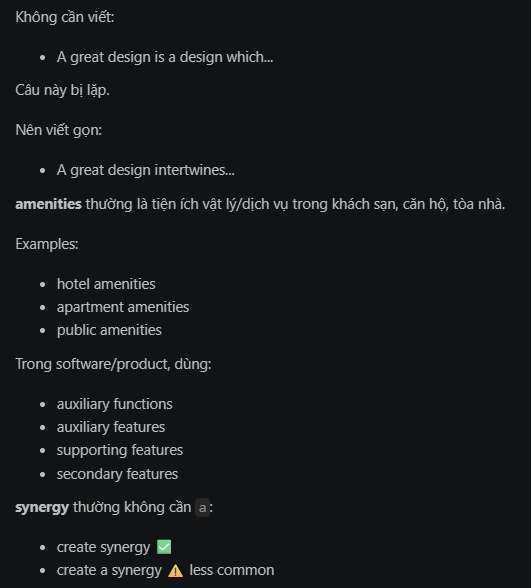 Không cần viết:
A great design is a design which...
Câu này bị lặp.
Nên viết gọn:
A great design intertwines...
amenities thường là tiện ích vật lý/dịch vụ trong khách sạn, căn hộ, tòa nhà.
Examples:
hotel amenities
apartment amenities
public amenities
Trong software/product, dùng:
auxiliary functions
auxiliary features
supporting features
secondary features
synergy thường không cần a:
create synergy ✅
create a synergy ⚠️ less common